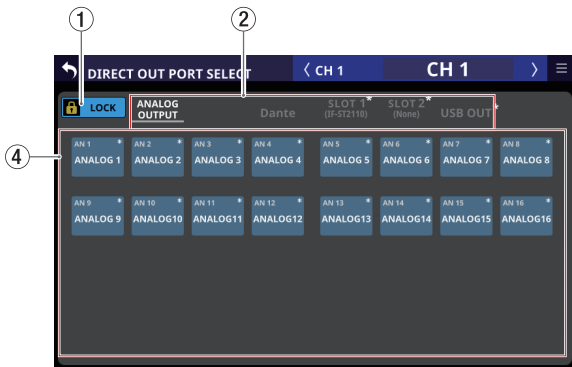 1 2
DIRECT OUT PORT SELECT CH 1 CH 1
LOCK ANALOG OUTPUT Dante SLOT 1* (IF-ST2110) SLOT 2* (None) USB OUT*
4
AN 1 * AN 2 * AN 3 * AN 4 * AN 5 * AN 6 * AN 7 * AN 8 *
ANALOG 1 ANALOG 2 ANALOG 3 ANALOG 4 ANALOG 5 ANALOG 6 ANALOG 7 ANALOG 8
AN 9 * AN 10 * AN 11 * AN 12 * AN 13 * AN 14 * AN 15 * AN 16 *
ANALOG 9 ANALOG10 ANALOG11 ANALOG12 ANALOG13 ANALOG14 ANALOG15 ANALOG16